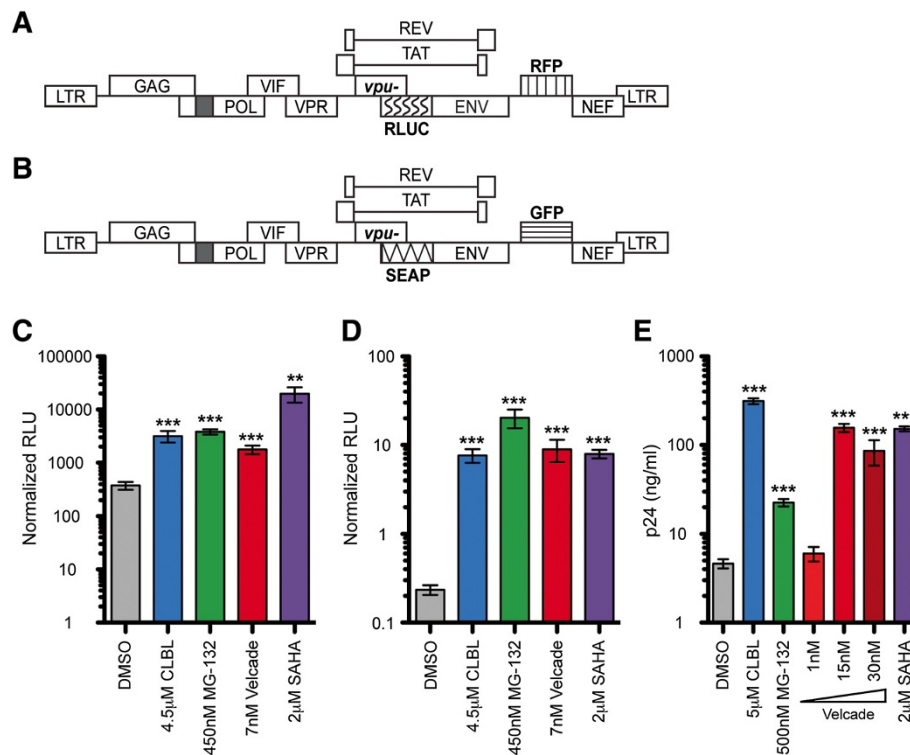 A
REV
TAT
RFP
LTR
GAG
VIF
vpu-
LTR
POL
VPR
ENV
NEF
RLUC
B
REV
TAT
GFP
LTR
GAG
VIF
vpu-
LTR
POL
VPR
ENV
NEF
SEAP
C
Normalized RLU
100000
10000
1000
100
10
1
***
***
***
**
DMSO
4.5μM CLBL
450nM MG-132
7nM Velcade
2μM SAHA
D
Normalized RLU
100
10
1
0.1
***
***
***
***
DMSO
4.5μM CLBL
450nM MG-132
7nM Velcade
2μM SAHA
E
p24 (ng/ml)
1000
100
10
1
***
***
***
***
**
DMSO
5μM CLBL
500nM MG-132
1nM
15nM
30nM
2μM SAHA
Velcade